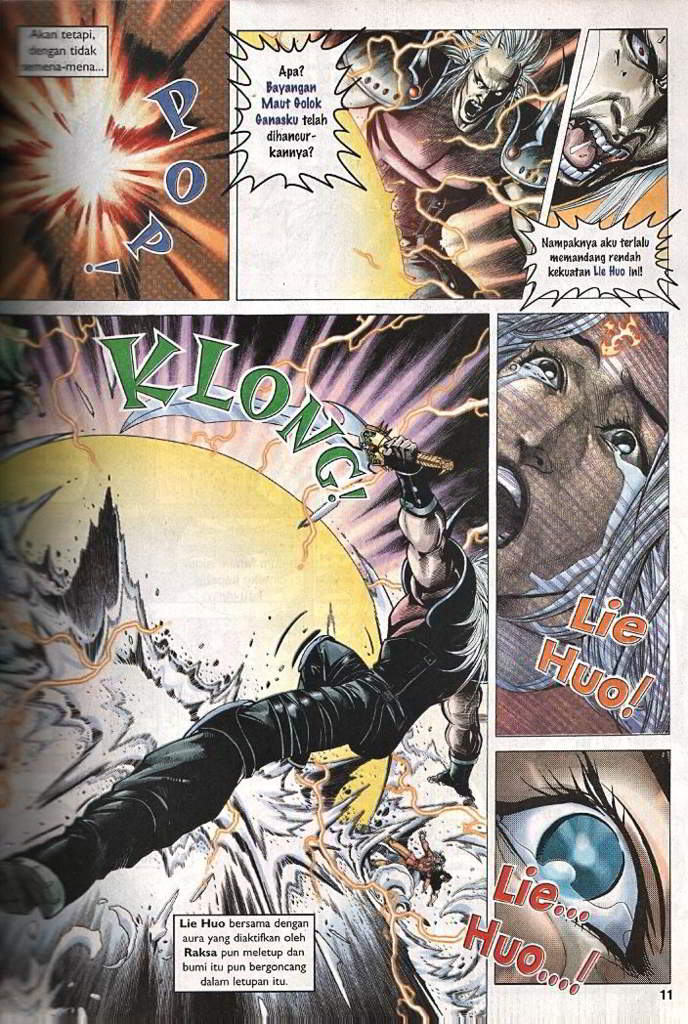 Akan tetapi,
dengan tidak
semena-mena...
POP!
Apa?
Bayangan
Maut Golok
Ganasku telah
dihancur-
kannya?
Nampaknya aku terlalu
memandang rendah
kekuatan Lie Huo ini!
KLONG!
Lie
Huo!
Lie...
Huo....!
Lie Huo bersama dengan
aura yang diaktifkan oleh
Raksa pun meletup dan
bumi itu pun bergoncang
dalam letupan itu.
11